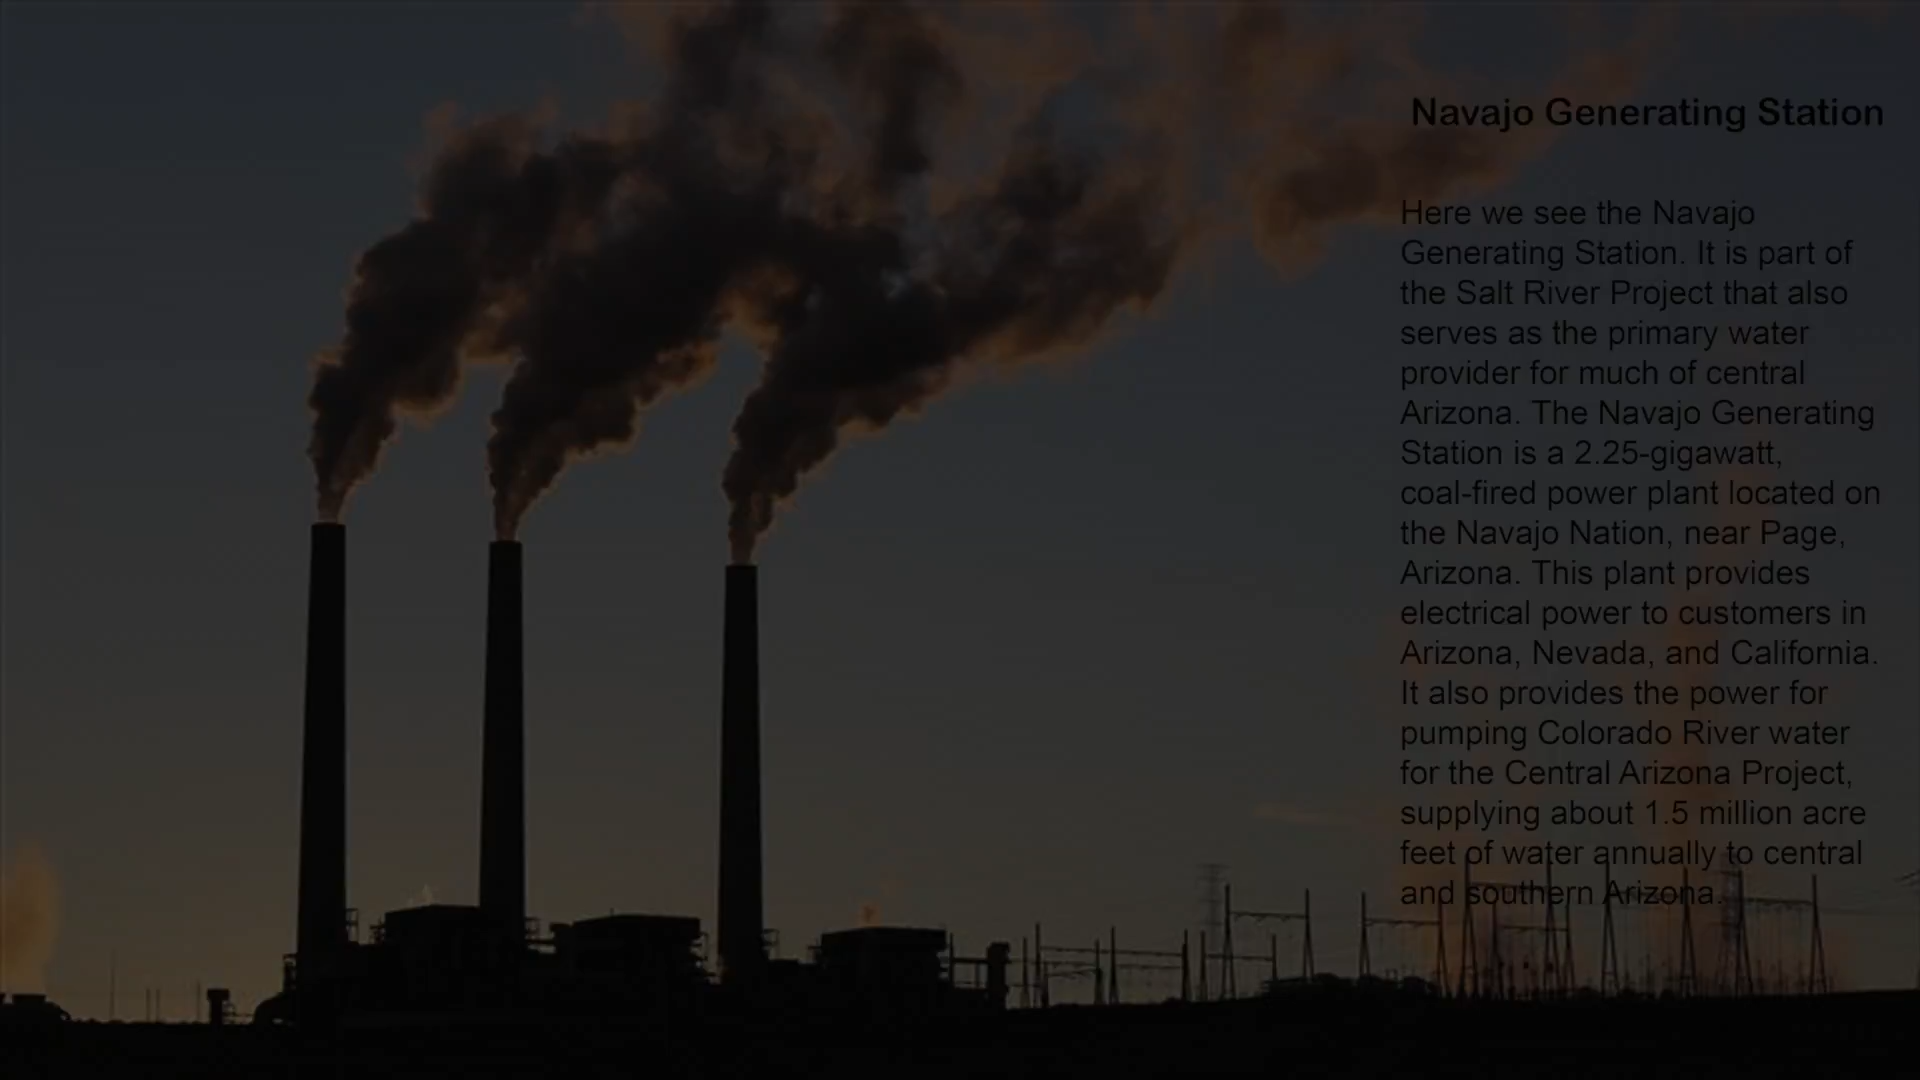 Navajo Generating Station
Here we see the Navajo
Generating Station. It is part of
the Salt River Project that also
serves as the primary water
provider for much of central
Arizona. The Navajo Generating
Station is a 2.25-gigawatt,
coal-fired power plant located on
the Navajo Nation, near Page,
Arizona. This plant provides
electrical power to customers in
Arizona, Nevada, and California.
It also provides the power for
pumping Colorado River water
for the Central Arizona Project,
supplying about 1.5 million acre
feet of water annually to central
and southern Arizona.